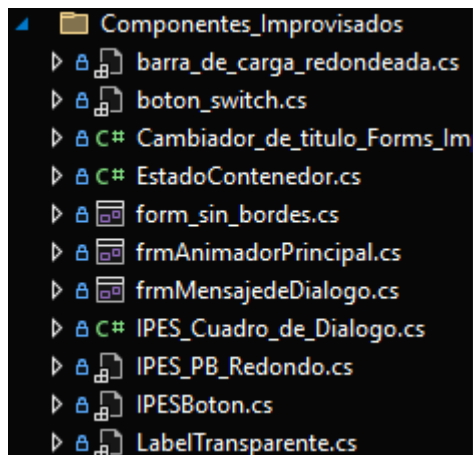 Componentes_Improvisados
barra_de_carga_redondeada.cs
boton_switch.cs
C# Cambiador_de_titulo_Forms_Im
C# EstadoContenedor.cs
form_sin_bordes.cs
frmAnimadorPrincipal.cs
frmMensajedeDialogo.cs
C# IPES_Cuadro_de_Dialogo.cs
IPES_PB_Redondo.cs
IPESBoton.cs
LabelTransparente.cs